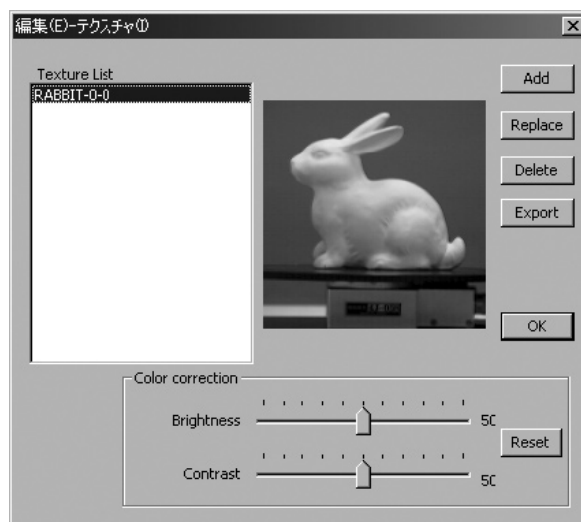 編集(E)-テクスチャ(I)
Texture List
RABBIT-0-0
Add
Replace
Delete
Export
OK
Color correction
Brightness
50
Contrast
50
Reset